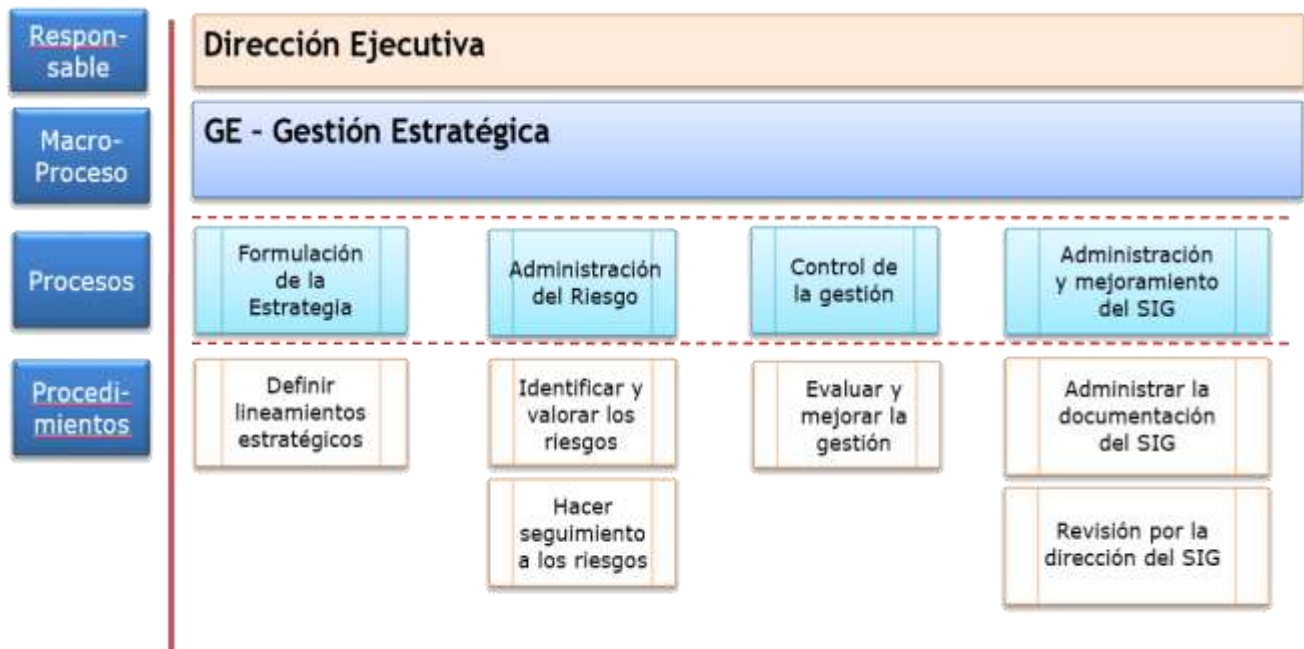 Respon-
sable
Dirección Ejecutiva
Macro-
Proceso
GE - Gestión Estratégica
Procesos
Formulación
de la
Estrategia
Administración
del Riesgo
Control de
la gestión
Administración
y mejoramiento
del SIG
Procedi-
mientos
Definir
lineamientos
estratégicos
Identificar y
valorar los
riesgos
Evaluar y
mejorar la
gestión
Administrar la
documentación
del SIG
Hacer
seguimiento
a los riesgos
Revisión por la
dirección del SIG